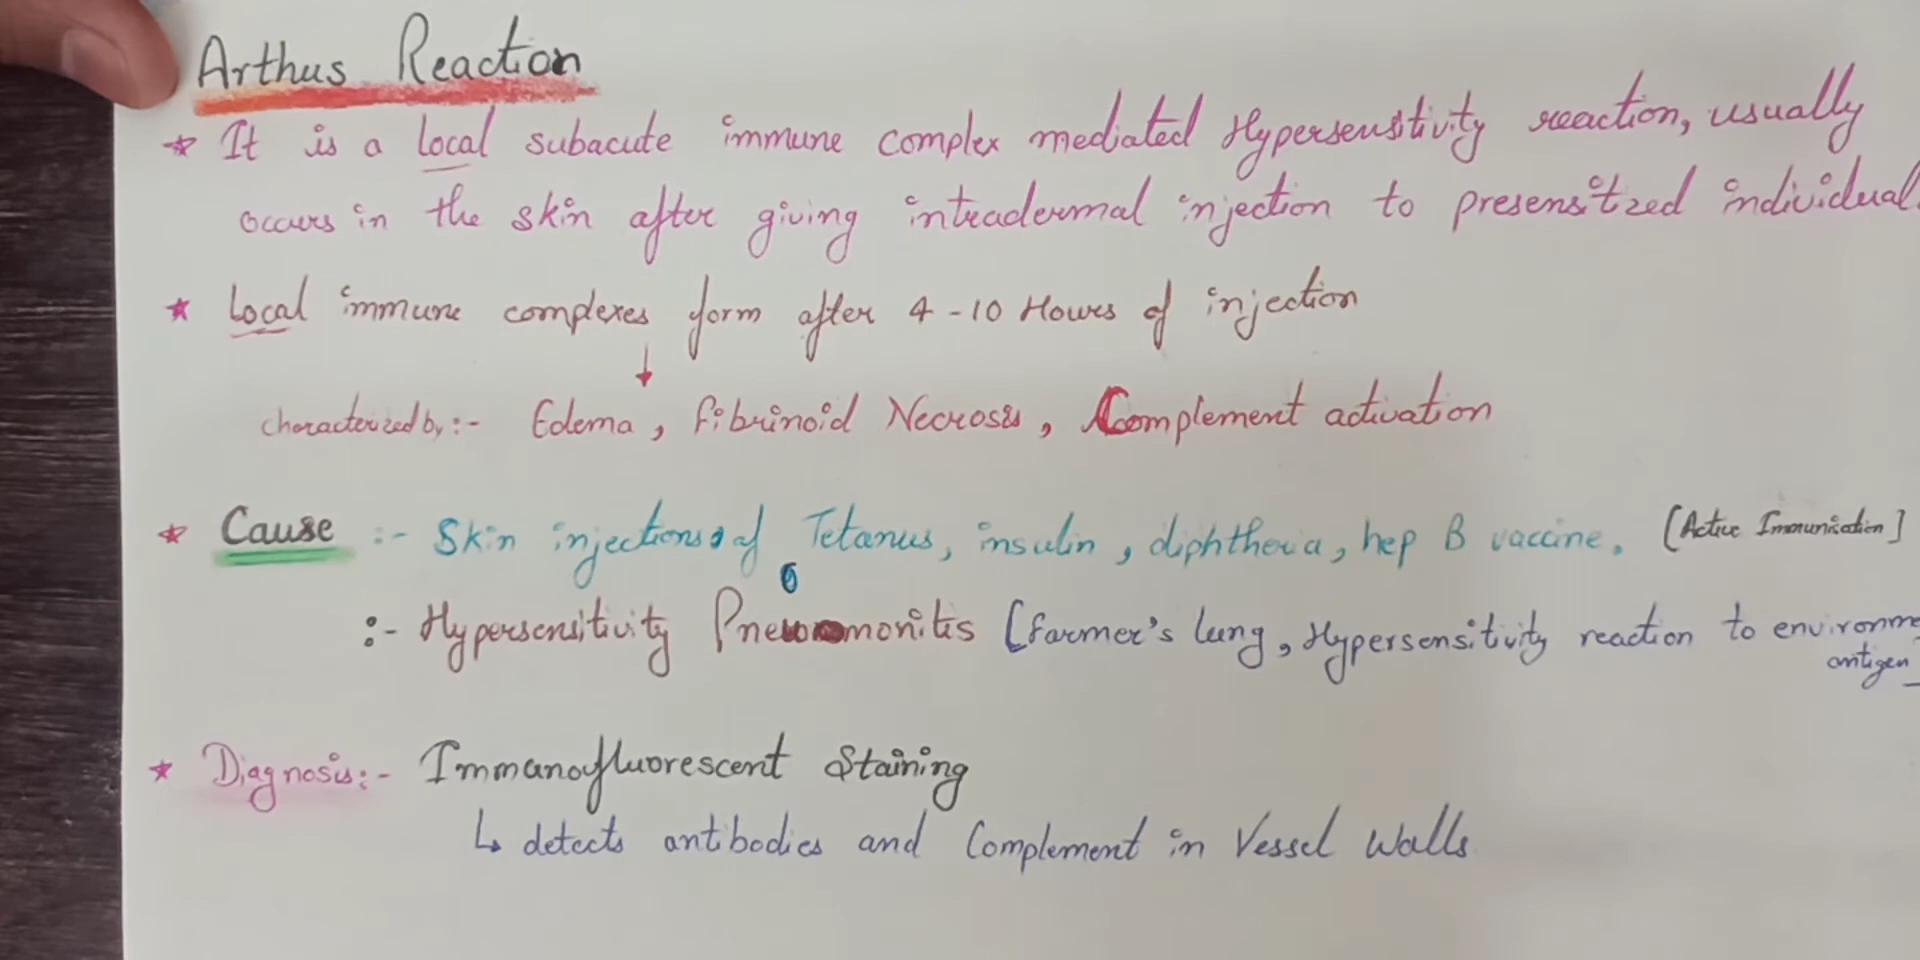 Arthus Reaction
★ It is a local subacute immune complex mediated Hypersensitivity reaction, usually
occurs in the skin after giving intradermal injection to presensitized individual.
★ Local immune complexes form after 4-10 Hours of injection
↓
characterized by :- Edema, fibrinoid Necrosis, Complement activation
★ Cause :- Skin injections of Tetanus, insulin, diphtheria, hep B vaccine. [Active Immunisation]
:- Hypersensitivity Pneumonitis [farmer's lung, Hypersensitivity reaction to environme
antigen
★ Diagnosis:- Immunofluorescent Staining
↳ detects antibodies and Complement in Vessel Walls